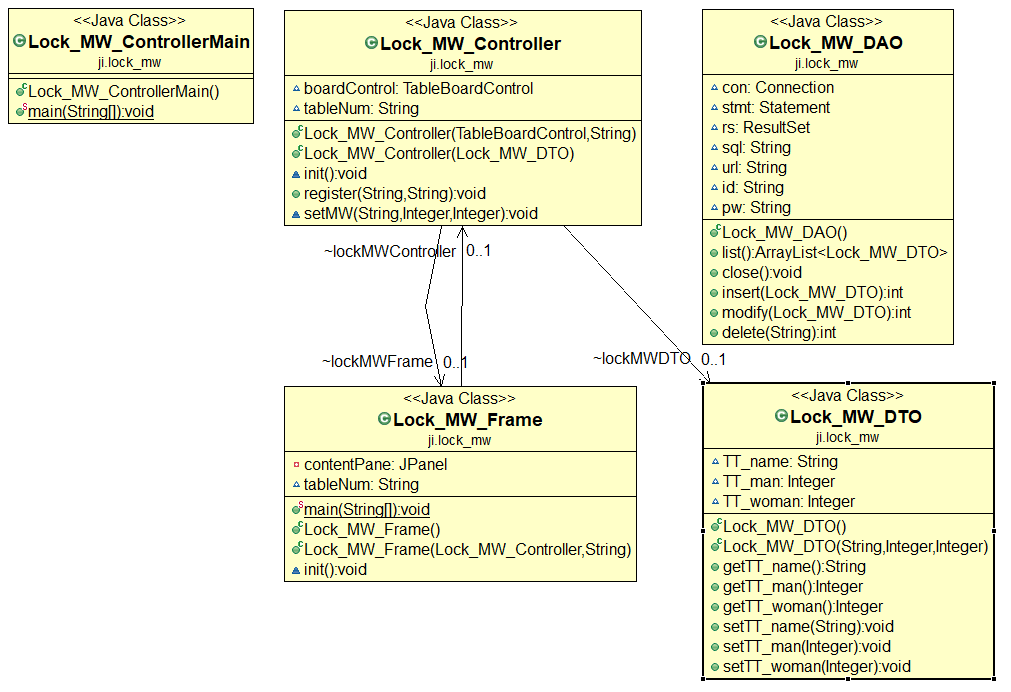 <<Java Class>>
Lock_MW_ControllerMain
ji.lock_mw
Lock_MW_ControllerMain()
main(String[]):void
<<Java Class>>
Lock_MW_Controller
ji.lock_mw
boardControl: TableBoardControl
tableNum: String
Lock_MW_Controller(TableBoardControl,String)
Lock_MW_Controller(Lock_MW_DTO)
init():void
register(String,String):void
setMW(String,Integer,Integer):void
<<Java Class>>
Lock_MW_DAO
ji.lock_mw
con: Connection
stmt: Statement
rs: ResultSet
sql: String
url: String
id: String
pw: String
Lock_MW_DAO()
list():ArrayList<Lock_MW_DTO>
close():void
insert(Lock_MW_DTO):int
modify(Lock_MW_DTO):int
delete(String):int
~lockMWController 0..1
~lockMWFrame 0..1
~lockMWDTO 0..1
<<Java Class>>
Lock_MW_Frame
ji.lock_mw
contentPane: JPanel
tableNum: String
main(String[]):void
Lock_MW_Frame()
Lock_MW_Frame(Lock_MW_Controller,String)
init():void
<<Java Class>>
Lock_MW_DTO
ji.lock_mw
TT_name: String
TT_man: Integer
TT_woman: Integer
Lock_MW_DTO()
Lock_MW_DTO(String,Integer,Integer)
getTT_name():String
getTT_man():Integer
getTT_woman():Integer
setTT_name(String):void
setTT_man(Integer):void
setTT_woman(Integer):void